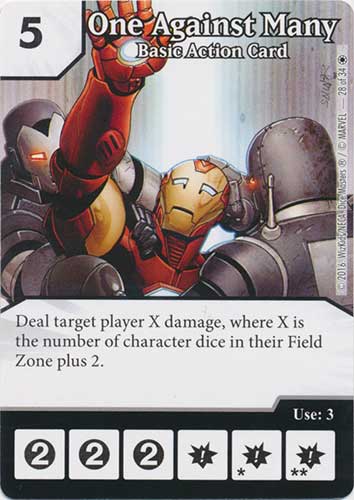 5
One Against Many
Basic Action Card
© 2016 WizKids/NECA. Dice Masters ® / © MARVEL — 28 of 34
Deal target player X damage, where X is
the number of character dice in their Field
Zone plus 2.
Use: 3
2 2 2 ! ! !
* **